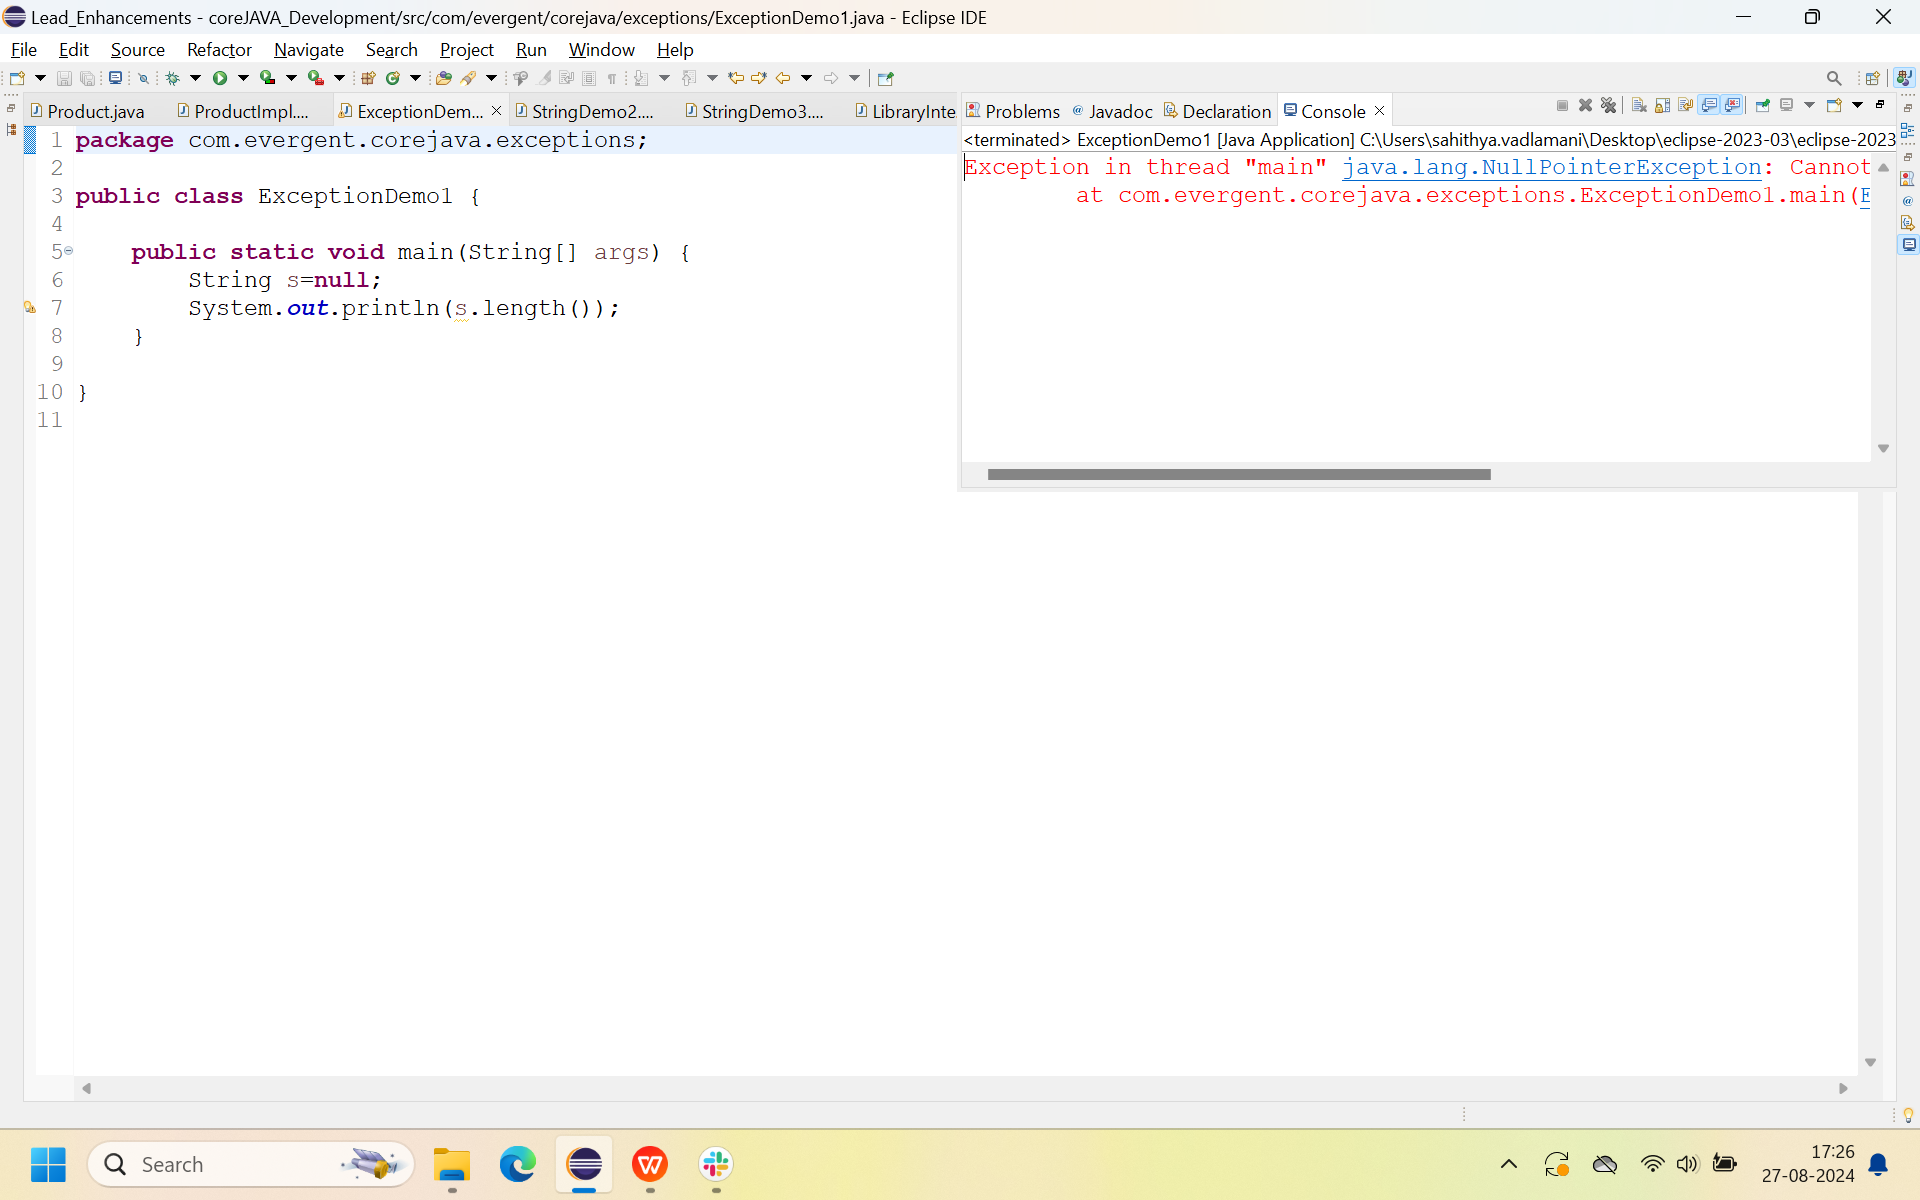 Lead_Enhancements - coreJAVA_Development/src/com/evergent/corejava/exceptions/ExceptionDemo1.java - Eclipse IDE
File Edit Source Refactor Navigate Search Project Run Window Help
Product.java ProductImpl.... ExceptionDem... StringDemo2.... StringDemo3.... LibraryInte
1 package com.evergent.corejava.exceptions;
2
3 public class ExceptionDemo1 {
4
5 public static void main(String[] args) {
6 String s=null;
7 System.out.println(s.length());
8 }
9
10 }
11
Problems @ Javadoc Declaration Console
<terminated> ExceptionDemo1 [Java Application] C:\Users\sahithya.vadlamani\Desktop\eclipse-2023-03\eclipse-2023
Exception in thread "main" java.lang.NullPointerException: Cannot
at com.evergent.corejava.exceptions.ExceptionDemo1.main(E
Search
17:26
27-08-2024